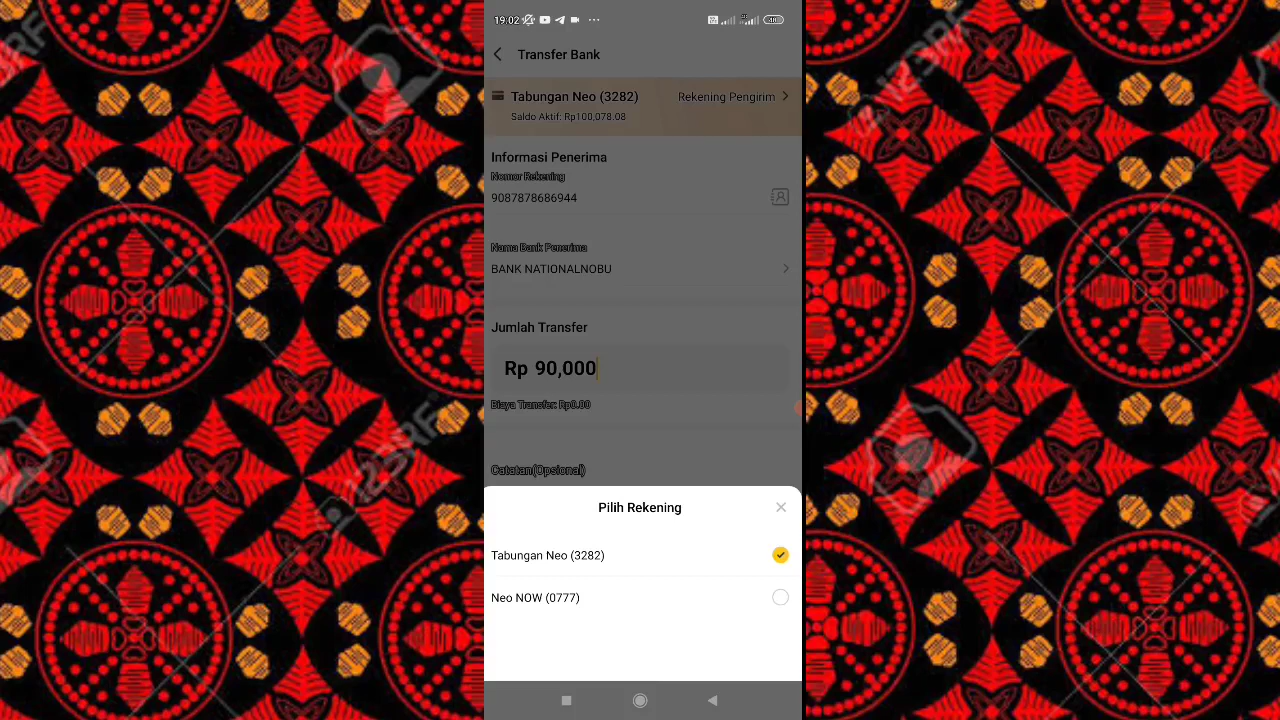 19:02
Transfer Bank
Tabungan Neo (3282)
Rekening Pengirim
Saldo Aktif: Rp100,078.08
Informasi Penerima
Nomor Rekening
9087878686944
Nama Bank Penerima
BANK NATIONALNOBU
Jumlah Transfer
Rp 90,000
Biaya Transfer: Rp0.00
Catatan(Opsional)
Pilih Rekening
Tabungan Neo (3282)
Neo NOW (0777)
123RF
123RF